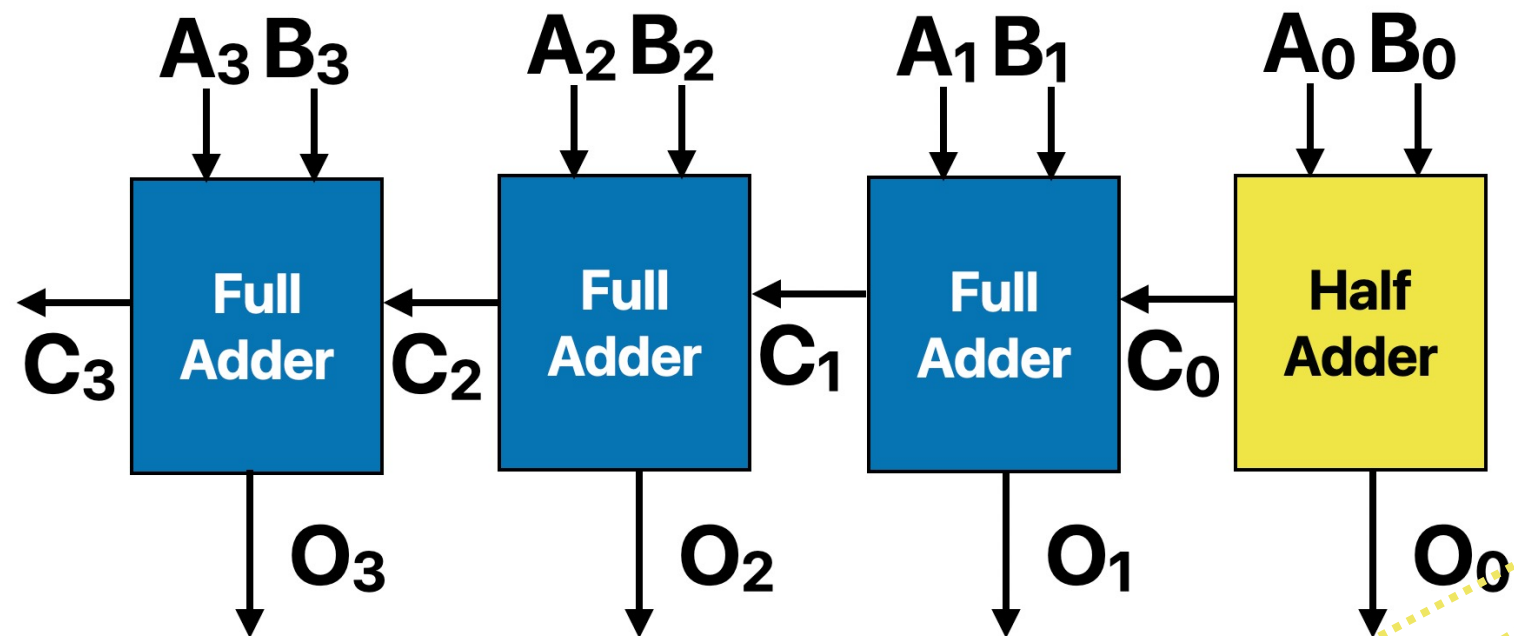 A₃ B₃ A₂ B₂ A₁ B₁ A₀ B₀
Full Full Full Half
Adder Adder Adder Adder
C₃ C₂ C₁ C₀
O₃ O₂ O₁ O₀